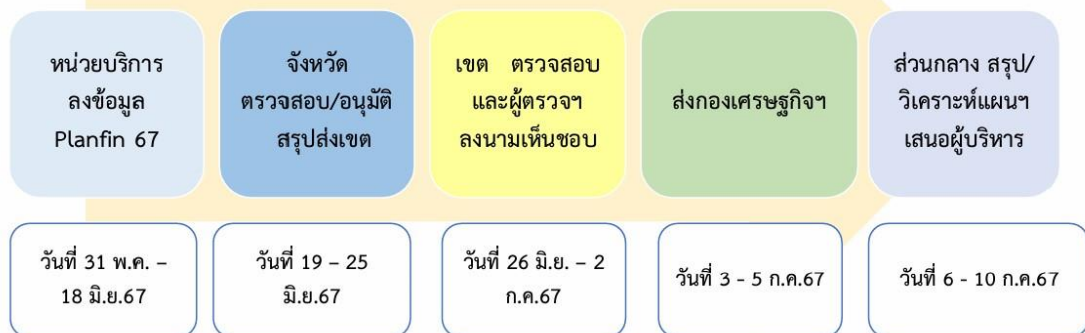 หน่วยบริการ
ลงข้อมูล
Planfin 67
จังหวัด
ตรวจสอบ/อนุมัติ
สรุปส่งเขต
เขต ตรวจสอบ
และผู้ตรวจฯ
ลงนามเห็นชอบ
ส่งกองเศรษฐกิจฯ
ส่วนกลาง สรุป/
วิเคราะห์แผนฯ
เสนอผู้บริหาร
วันที่ 31 พ.ค. –
18 มิ.ย.67
วันที่ 19 – 25
มิ.ย.67
วันที่ 26 มิ.ย. – 2
ก.ค.67
วันที่ 3 - 5 ก.ค.67
วันที่ 6 - 10 ก.ค.67